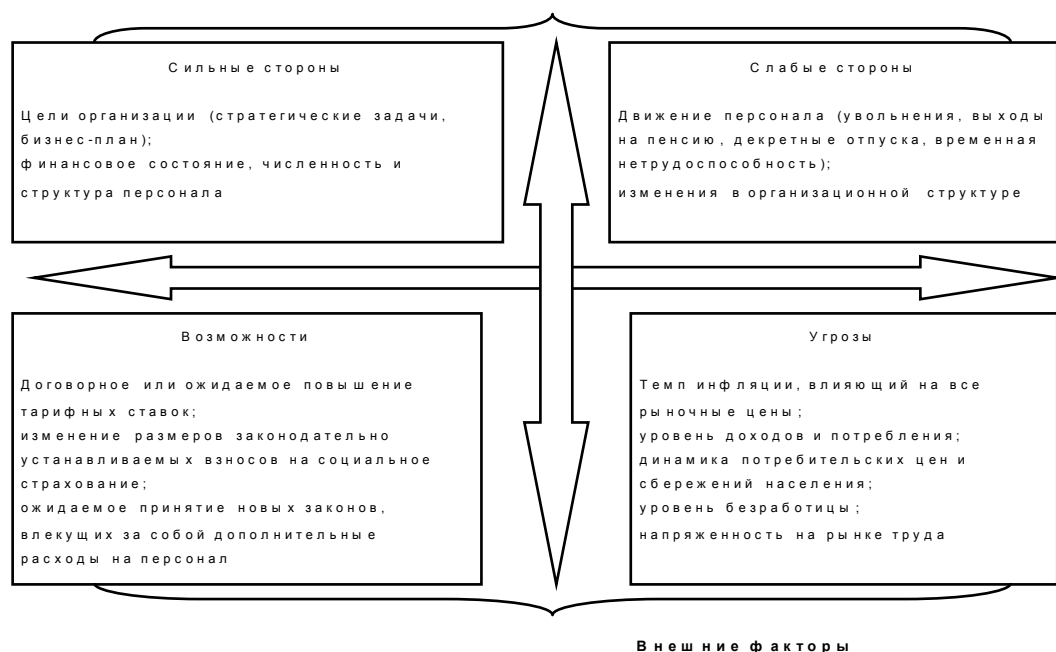 Сильные стороны
Цели организации (стратегические задачи,
бизнес-план);
финансовое состояние, численность и
структура персонала
Слабые стороны
Движение персонала (увольнения, выходы
на пенсию, декретные отпуска, временная
нетрудоспособность);
изменения в организационной структуре
Возможности
Договорное или ожидаемое повышение
тарифных ставок;
изменение размеров законодательно
устанавливаемых взносов на социальное
страхование;
ожидаемое принятие новых законов,
влекущих за собой дополнительные
расходы на персонал
Угрозы
Темп инфляции, влияющий на все
рыночные цены;
уровень доходов и потребления;
динамика потребительских цен и
сбережений населения;
уровень безработицы;
напряженность на рынке труда
Внешние факторы